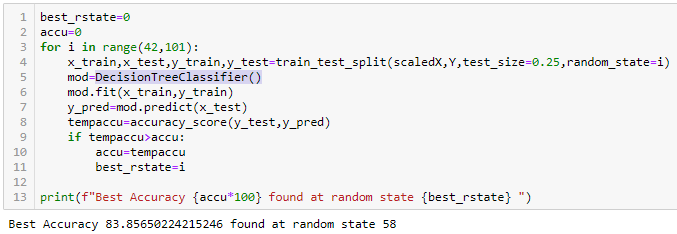 1 best_rstate=0
2 accu=0
3 for i in range(42,101):
4     x_train,x_test,y_train,y_test=train_test_split(scaledX,Y,test_size=0.25,random_state=i)
5     mod=DecisionTreeClassifier()
6     mod.fit(x_train,y_train)
7     y_pred=mod.predict(x_test)
8     tempaccu=accuracy_score(y_test,y_pred)
9     if tempaccu>accu:
10         accu=tempaccu
11         best_rstate=i
12
13 print(f"Best Accuracy {accu*100} found at random state {best_rstate} ")
Best Accuracy 83.85650224215246 found at random state 58